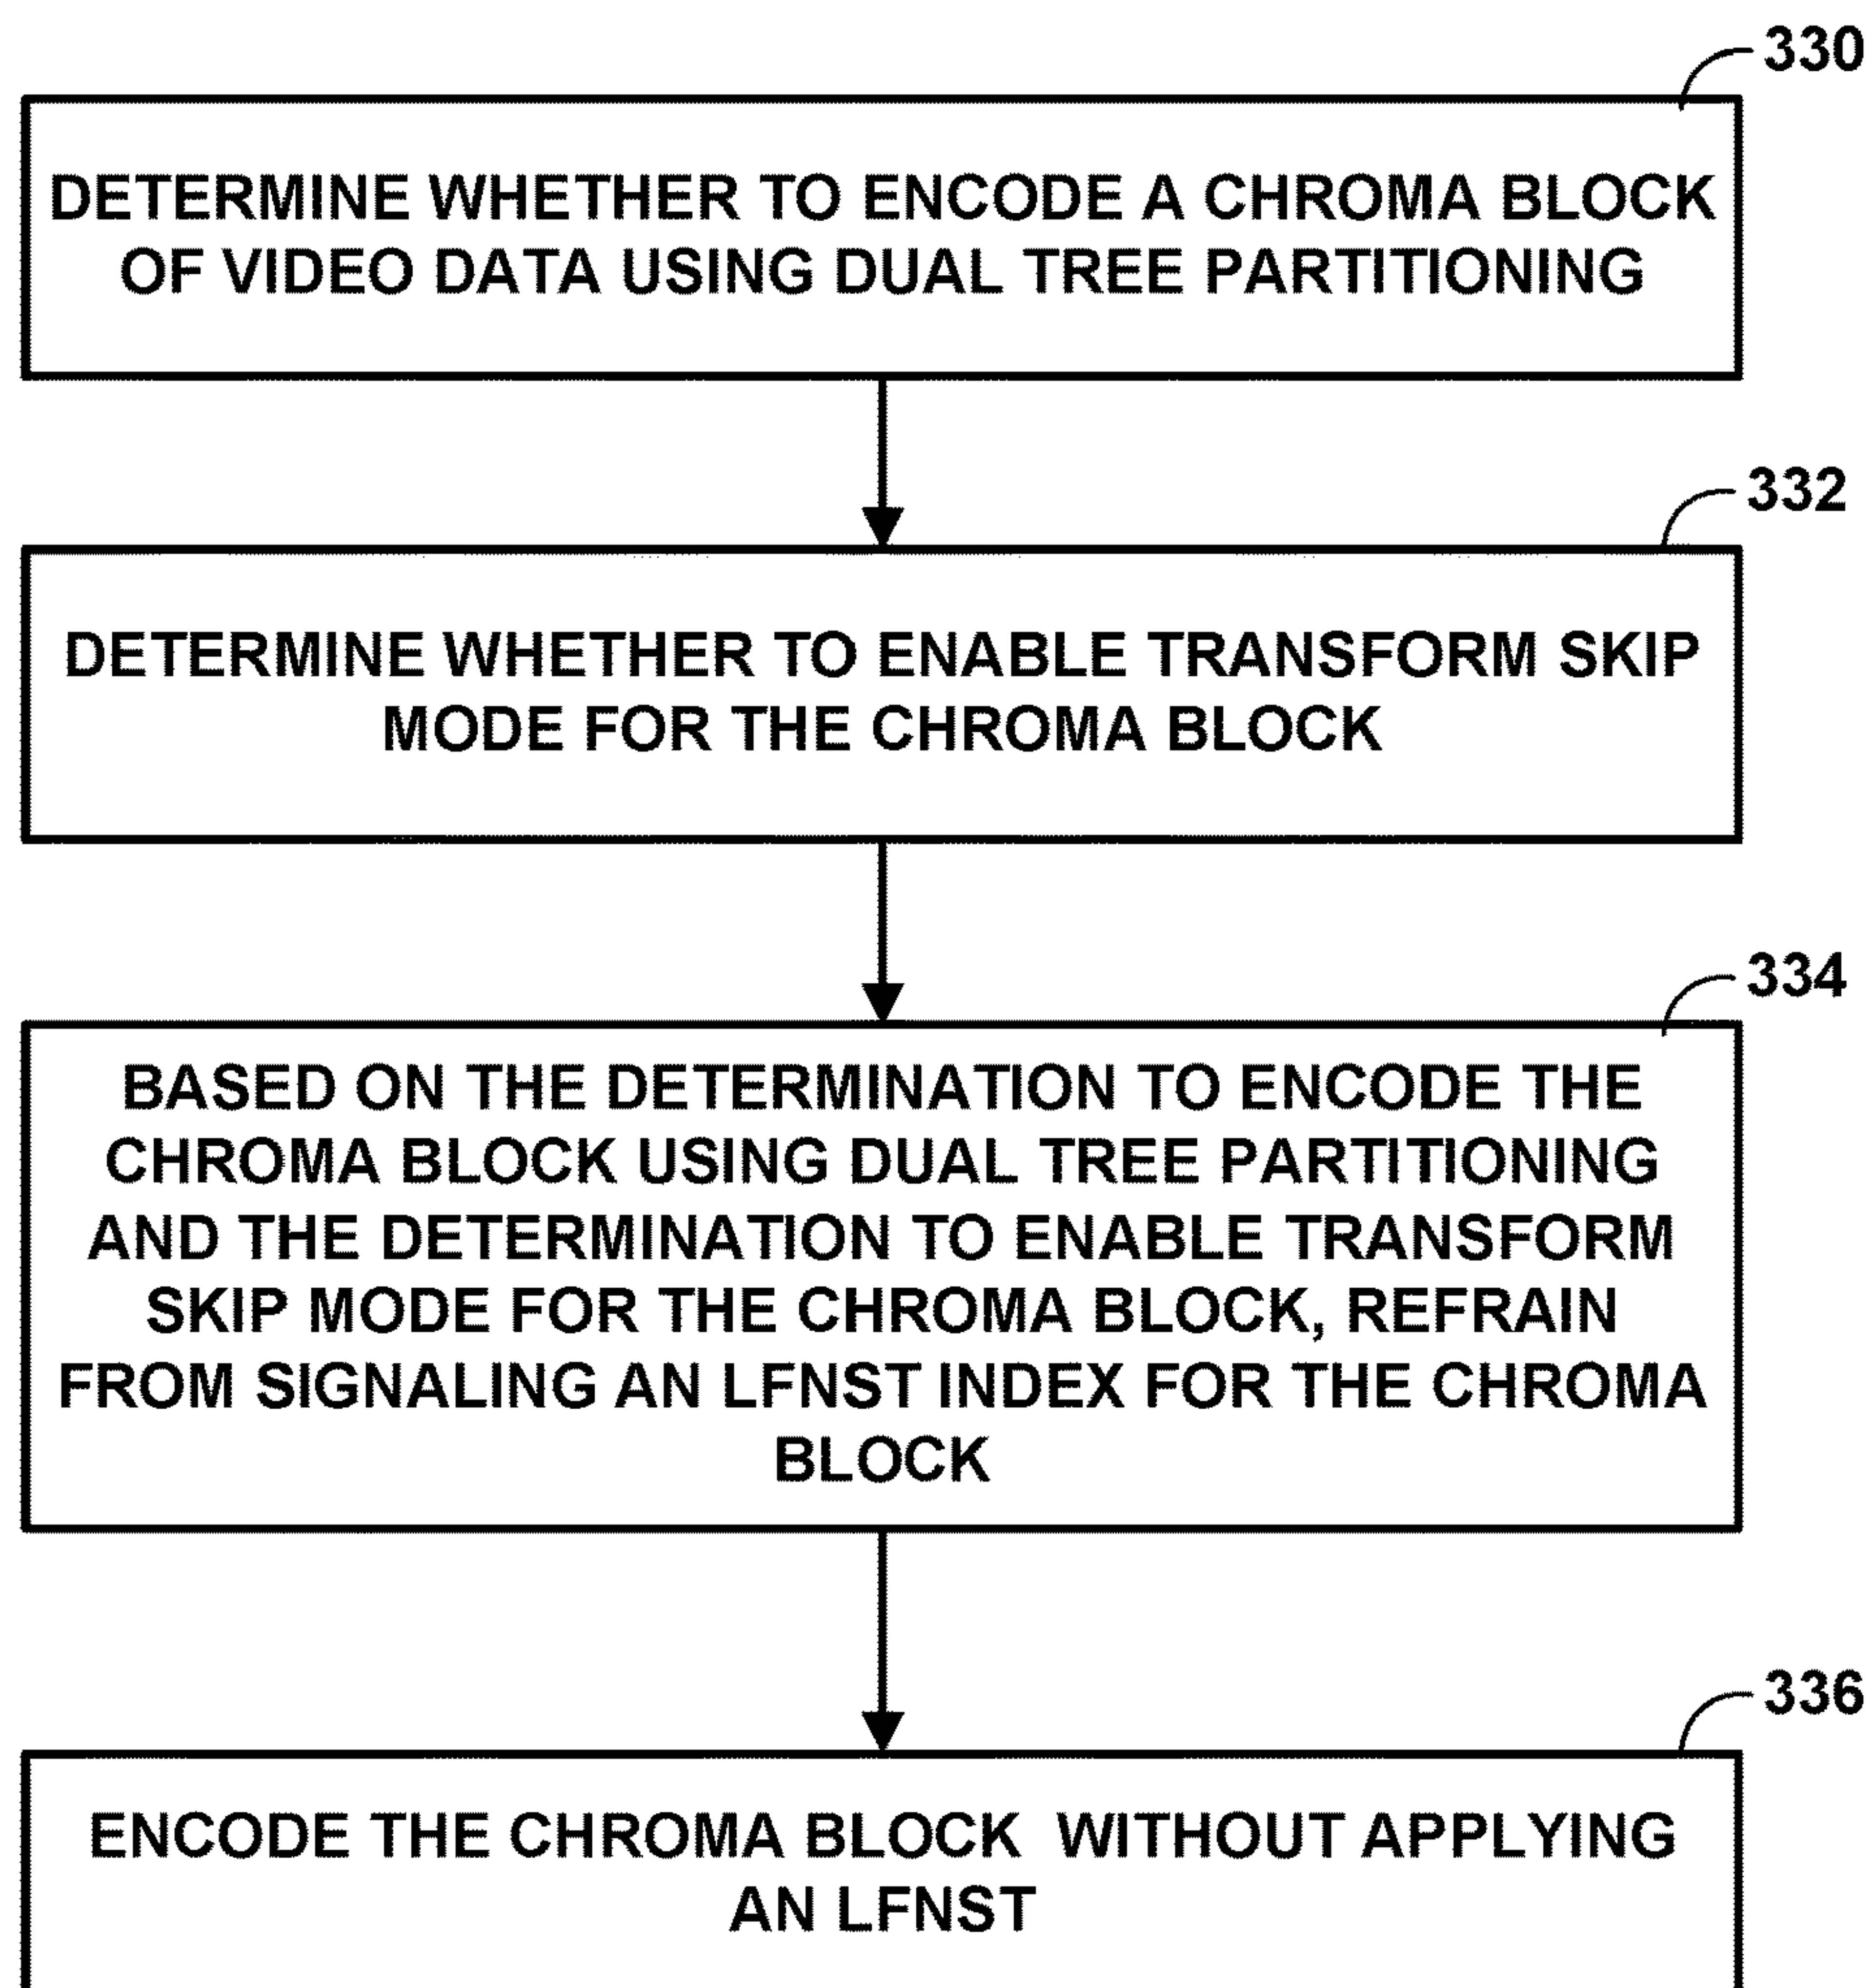 330
DETERMINE WHETHER TO ENCODE A CHROMA BLOCK
OF VIDEO DATA USING DUAL TREE PARTITIONING
332
DETERMINE WHETHER TO ENABLE TRANSFORM SKIP
MODE FOR THE CHROMA BLOCK
334
BASED ON THE DETERMINATION TO ENCODE THE
CHROMA BLOCK USING DUAL TREE PARTITIONING
AND THE DETERMINATION TO ENABLE TRANSFORM
SKIP MODE FOR THE CHROMA BLOCK, REFRAIN
FROM SIGNALING AN LFNST INDEX FOR THE CHROMA
BLOCK
336
ENCODE THE CHROMA BLOCK WITHOUT APPLYING
AN LFNST